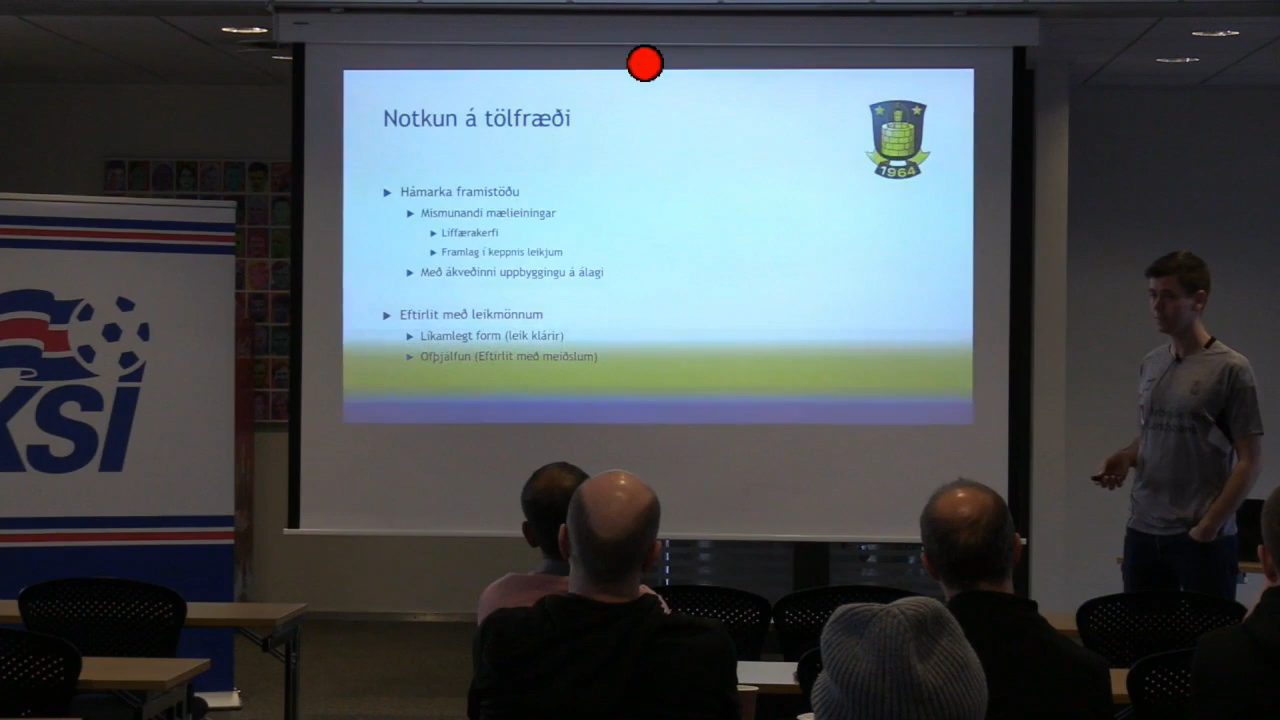 Notkun á tölfræði
1964
Hámarka framistöðu
Mismunandi mælieiningar
Líffærakerfi
Framlag í keppnis leikjum
Með ákveðinni uppbyggingu á álagi
Eftirlit með leikmönnum
Líkamlegt form (leik klárir)
Ofþjálfun (Eftirlit með meiðslum)
KSÍ